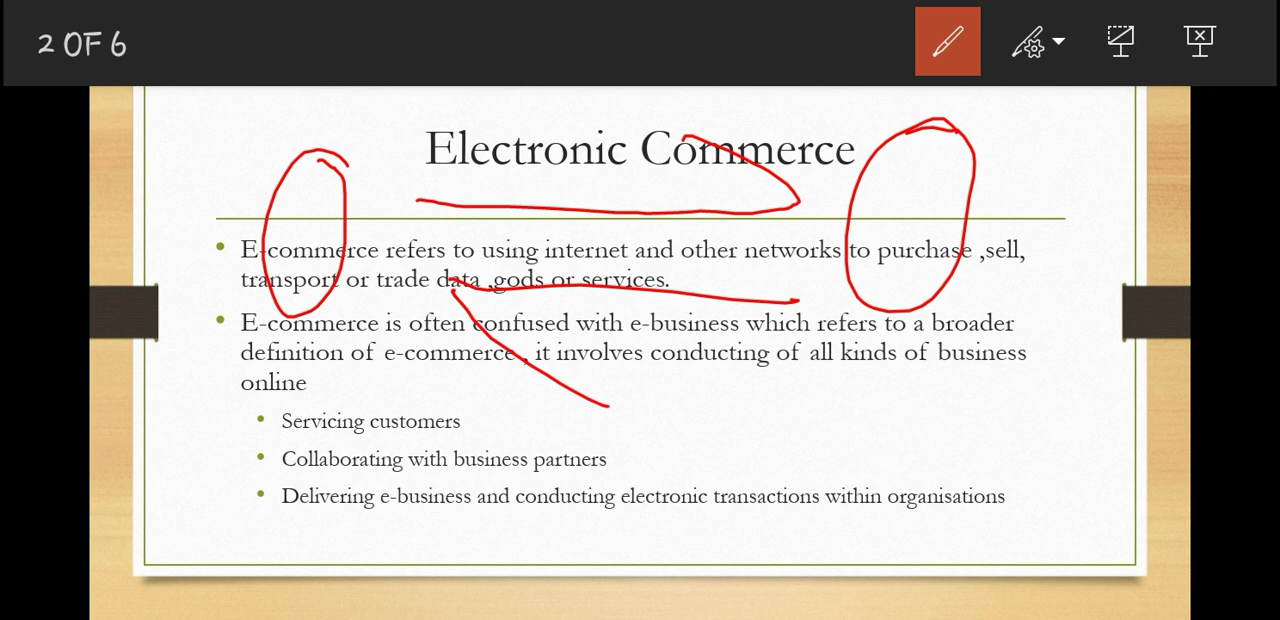 2 OF 6
Electronic Commerce
E-commerce refers to using internet and other networks to purchase ,sell,
transport or trade data ,gods or services.
E-commerce is often confused with e-business which refers to a broader
definition of e-commerce , it involves conducting of all kinds of business
online
Servicing customers
Collaborating with business partners
Delivering e-business and conducting electronic transactions within organisations